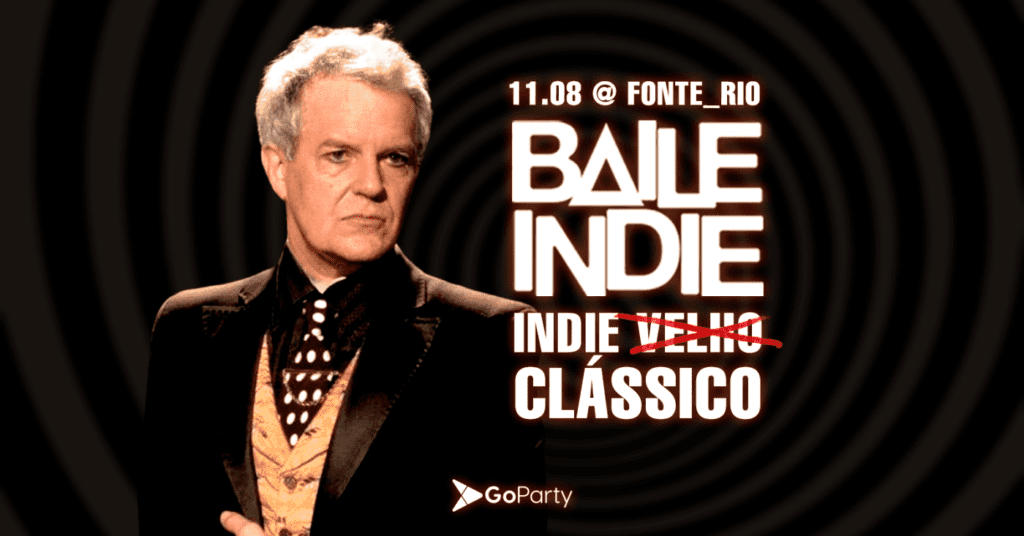 11.08 @ FONTE_RIO
BAILE
INDIE
INDIE VELHO
CLÁSSICO
GoParty